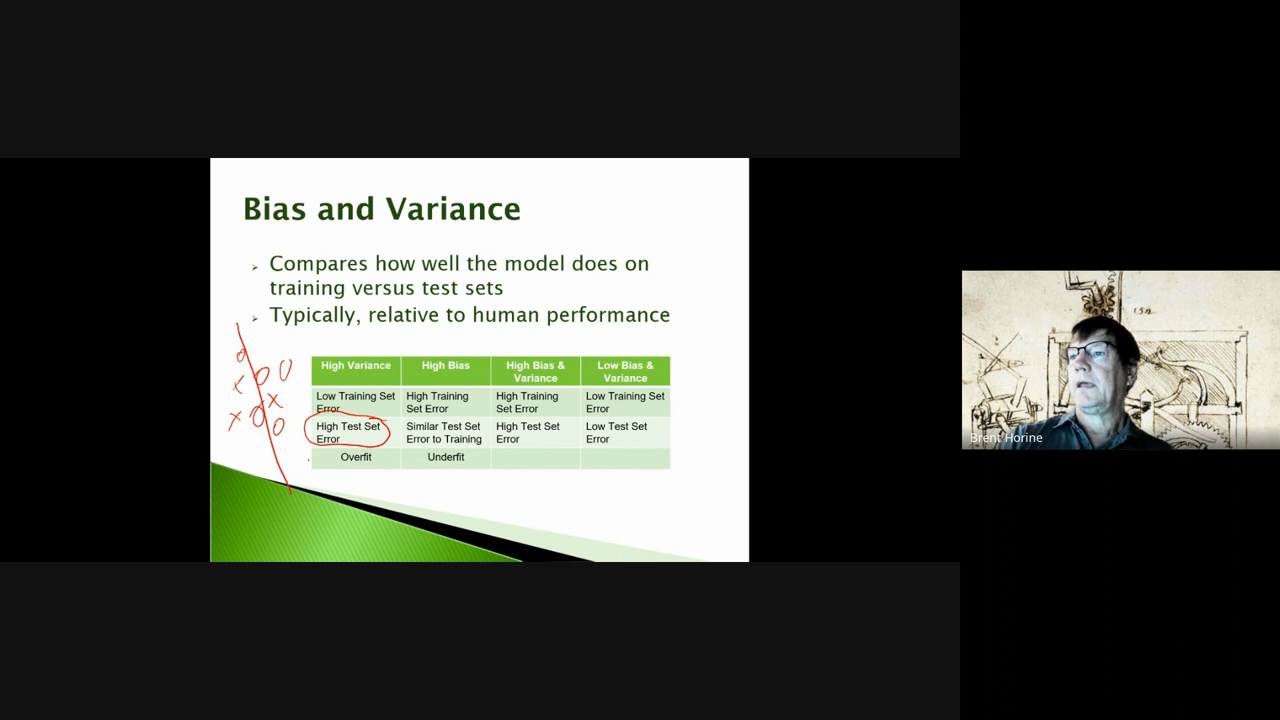 Bias and Variance
Compares how well the model does on
training versus test sets
Typically, relative to human performance
High Variance High Bias High Bias & Variance Low Bias & Variance
Low Training Set Error High Training Set Error High Training Set Error Low Training Set Error
High Test Set Error Similar Test Set Error to Training High Test Set Error Low Test Set Error
Overfit Underfit
o
x o O
x
x o
o
Brent Horine